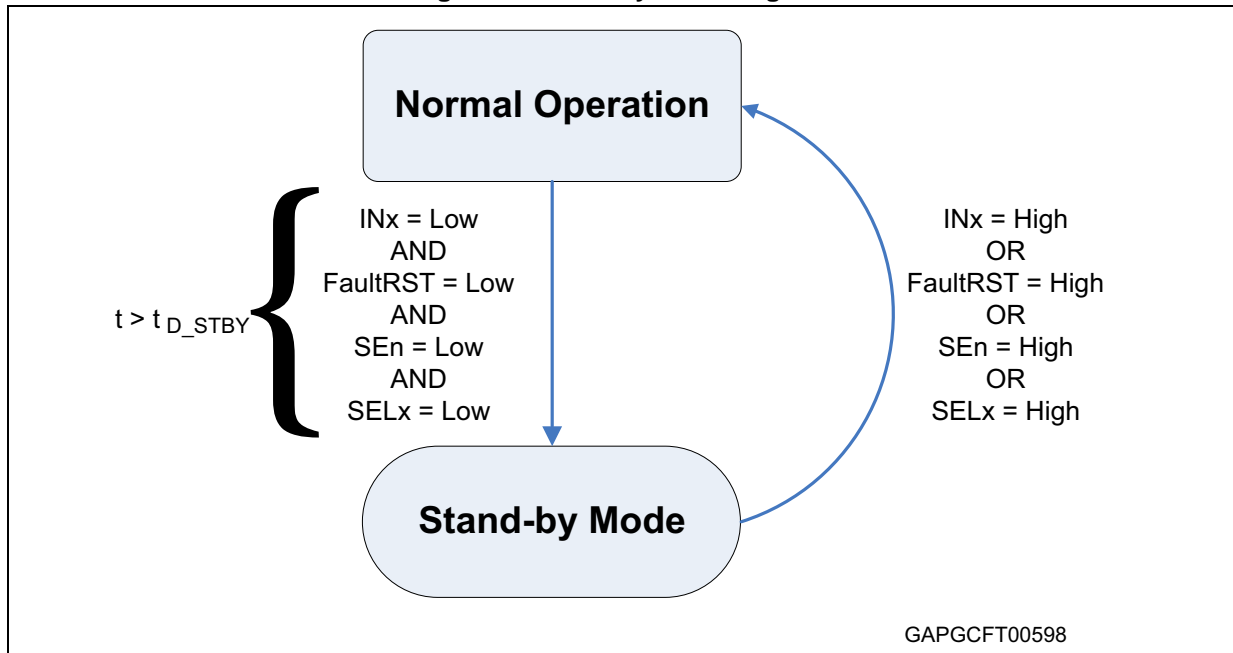 Normal Operation
t > t D_STBY
{
INx = Low
AND
FaultRST = Low
AND
SEn = Low
AND
SELx = Low
INx = High
OR
FaultRST = High
OR
SEn = High
OR
SELx = High
Stand-by Mode
GAPGCFT00598